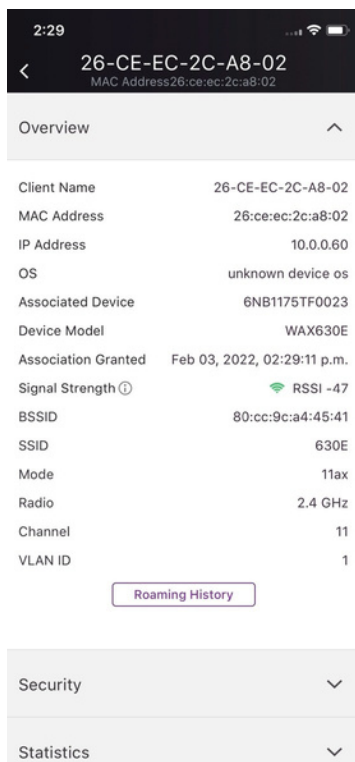 2:29
26-CE-EC-2C-A8-02
MAC Address26:ce:ec:2c:a8:02
Overview
Client Name 26-CE-EC-2C-A8-02
MAC Address 26:ce:ec:2c:a8:02
IP Address 10.0.0.60
OS unknown device os
Associated Device 6NB1175TF0023
Device Model WAX630E
Association Granted Feb 03, 2022, 02:29:11 p.m.
Signal Strength RSSI -47
BSSID 80:cc:9c:a4:45:41
SSID 630E
Mode 11ax
Radio 2.4 GHz
Channel 11
VLAN ID 1
Roaming History
Security
Statistics